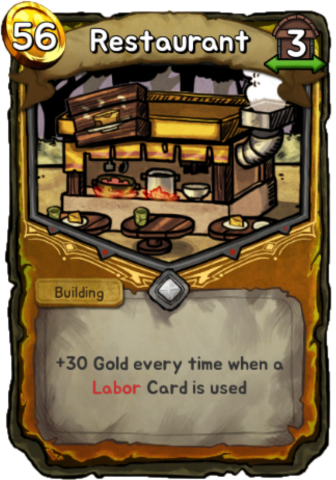 56
Restaurant
3
Building
+30 Gold every time when a
Labor Card is used